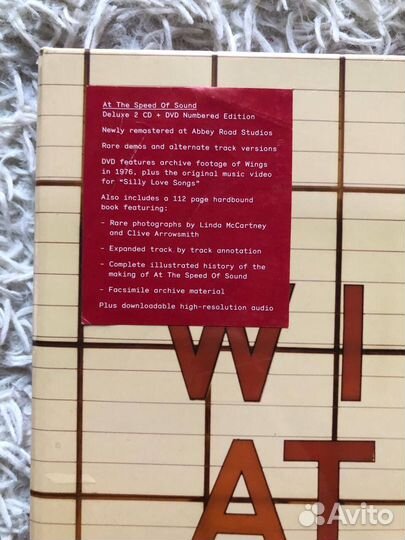 At The Speed Of Sound
Deluxe 2 CD + DVD Numbered Edition
Newly remastered at Abbey Road Studios
Rare demos and alternate track versions
DVD features archive footage of Wings
in 1976, plus the original music video
for "Silly Love Songs"
Also includes a 112 page hardbound
book featuring:
- Rare photographs by Linda McCartney
and Clive Arrowsmith
- Expanded track by track annotation
- Complete illustrated history of the
making of At The Speed Of Sound
- Facsimile archive material
Plus downloadable high-resolution audio
WI
AT
Avito